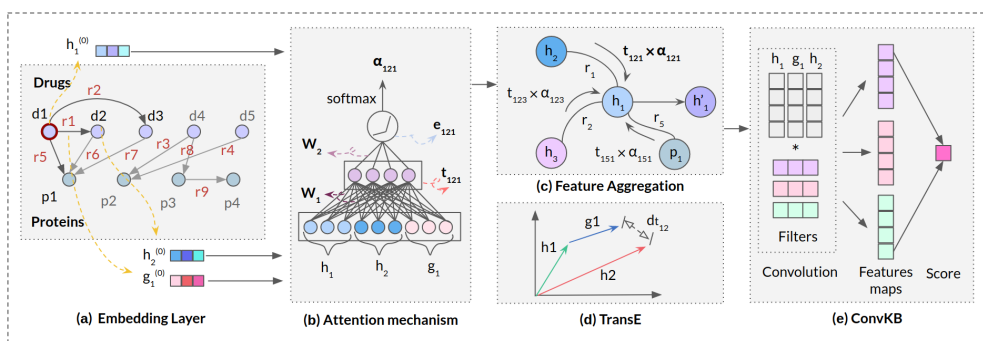 h₁⁽⁰⁾
Drugs
d1 r1 d2 r2 d3 d4 d5
r5 r6 r7 r3 r8 r4
p1 p2 p3 r9 p4
Proteins
h₂⁽⁰⁾
g₁⁽⁰⁾
(a) Embedding Layer
α₁₂₁
softmax
e₁₂₁
W₂
t₁₂₁
W₁
h₁ h₂ g₁
(b) Attention mechanism
h₂
t₁₂₁ × α₁₂₁
r₁
t₁₂₃ × α₁₂₃
h₁
h'₁
r₂
r₅
h₃
t₁₅₁ × α₁₅₁
p₁
(c) Feature Aggregation
g1
dt₁₂
h1
h2
(d) TransE
h₁ g₁ h₂
*
Filters
Convolution
Features
maps
Score
(e) ConvKB